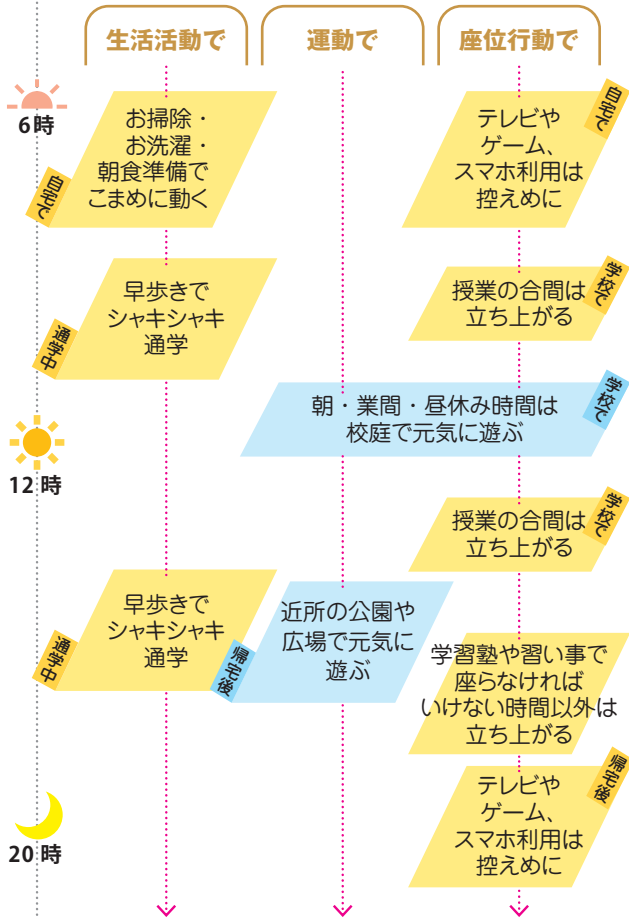 生活活動で
運動で
座位行動で
6時
お掃除・
お洗濯・
朝食準備で
こまめに動く
自宅で
テレビや
ゲーム、
スマホ利用は
控えめに
自宅で
早歩きで
シャキシャキ
通学
通学中
授業の合間は
立ち上がる
学校で
朝・業間・昼休み時間は
校庭で元気に遊ぶ
学校で
12時
授業の合間は
立ち上がる
学校で
早歩きで
シャキシャキ
通学
通学中
近所の公園や
広場で元気に
遊ぶ
帰宅後
学習塾や習い事で
座らなければ
いけない時間以外は
立ち上がる
テレビや
ゲーム、
スマホ利用は
控えめに
帰宅後
20時